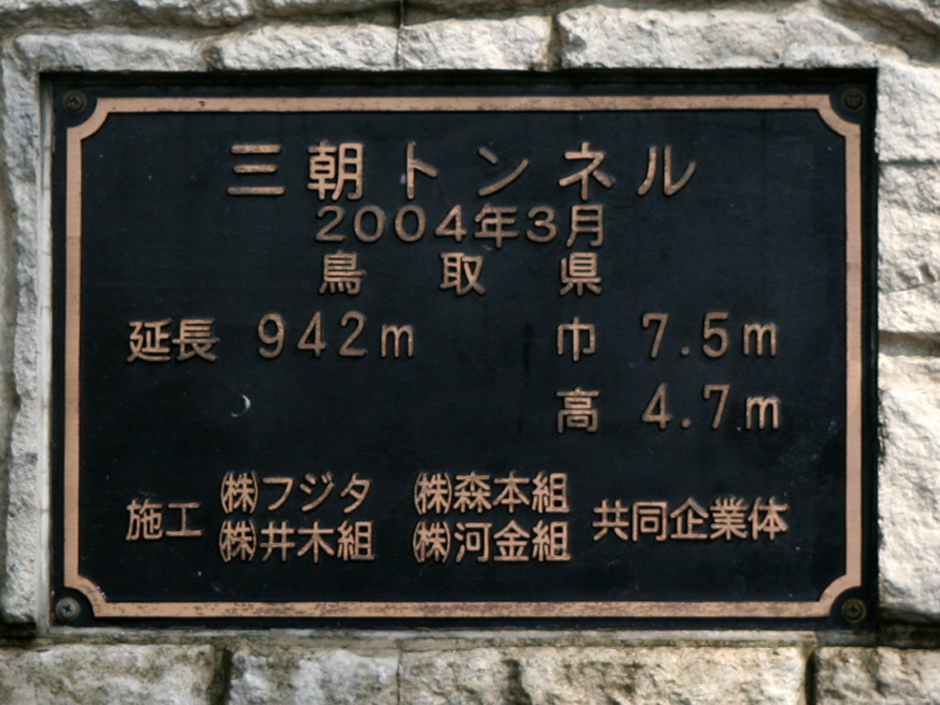 三朝トンネル
2004年3月
鳥取県
延長 942m 巾 7.5m
高 4.7m
施工 ㈱フジタ ㈱森本組 共同企業体
㈱井木組 ㈱河金組